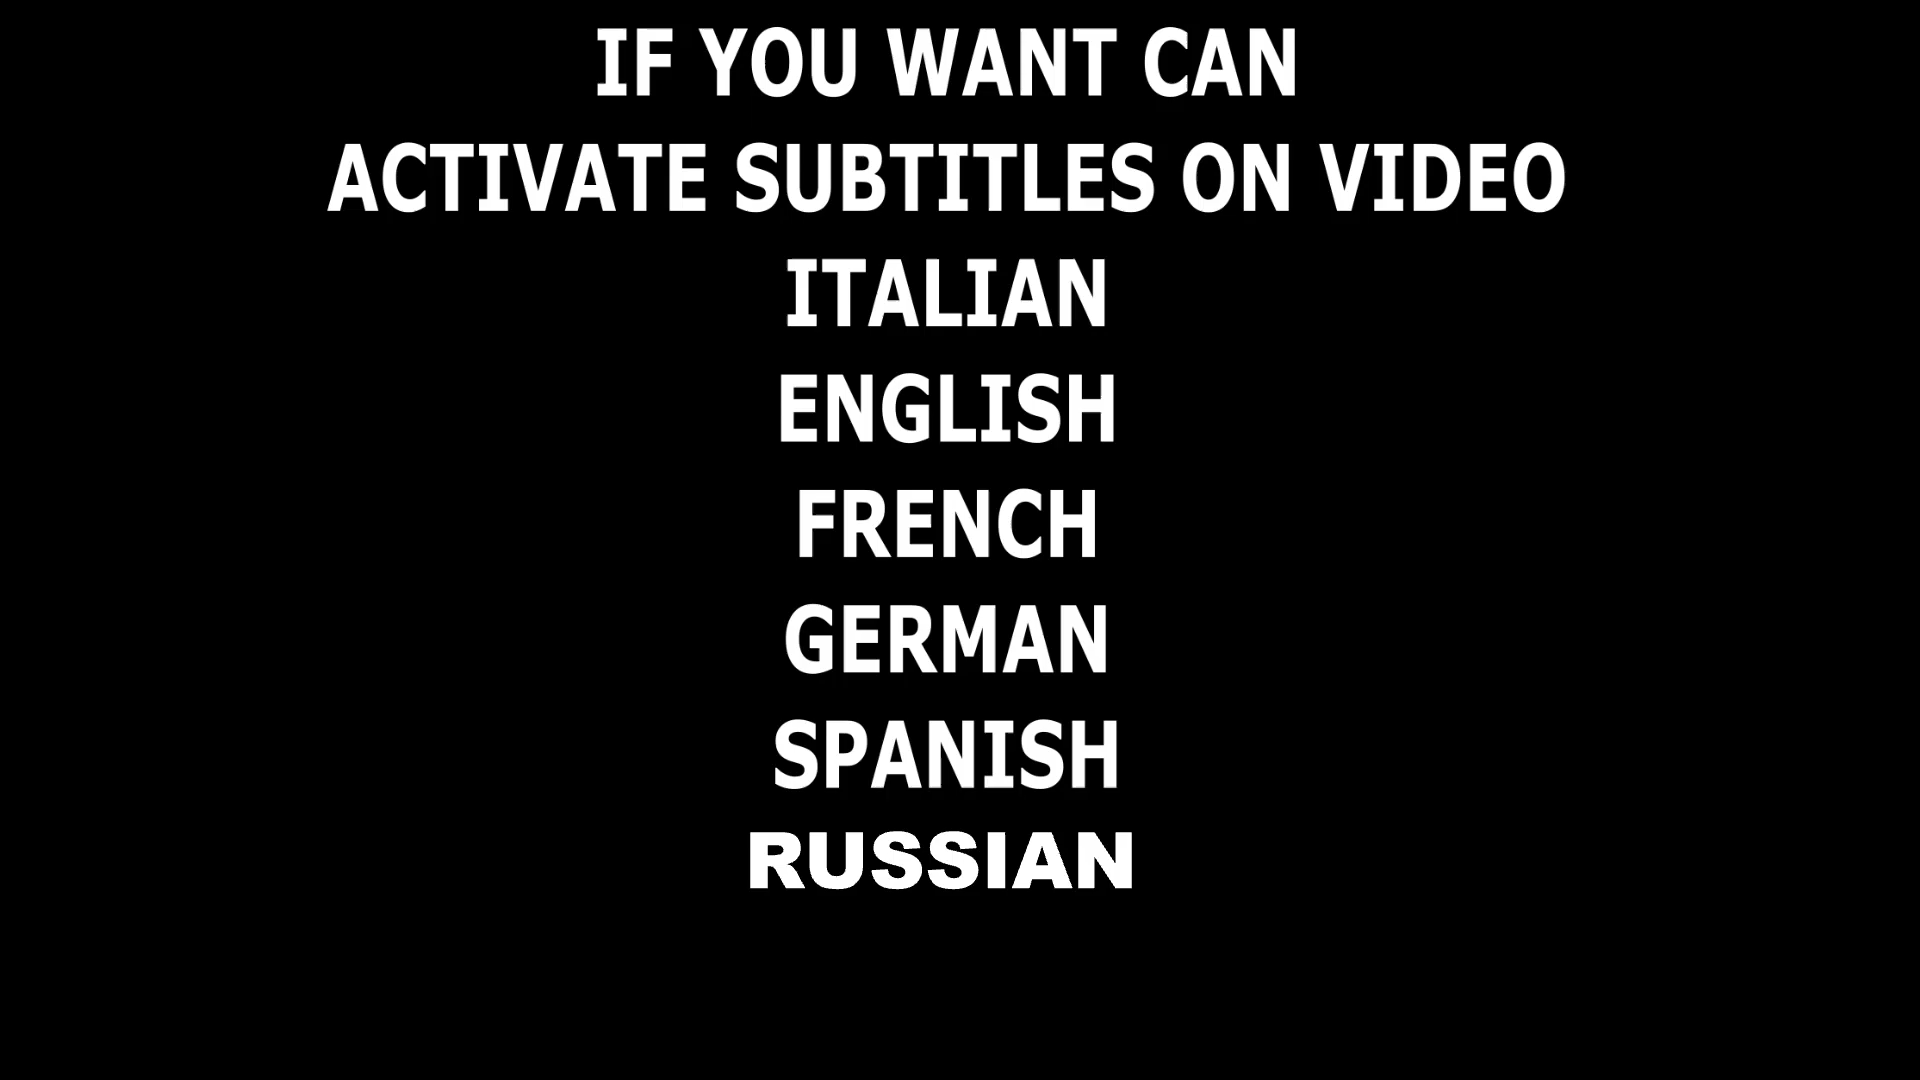 IF YOU WANT CAN
ACTIVATE SUBTITLES ON VIDEO
ITALIAN
ENGLISH
FRENCH
GERMAN
SPANISH
RUSSIAN